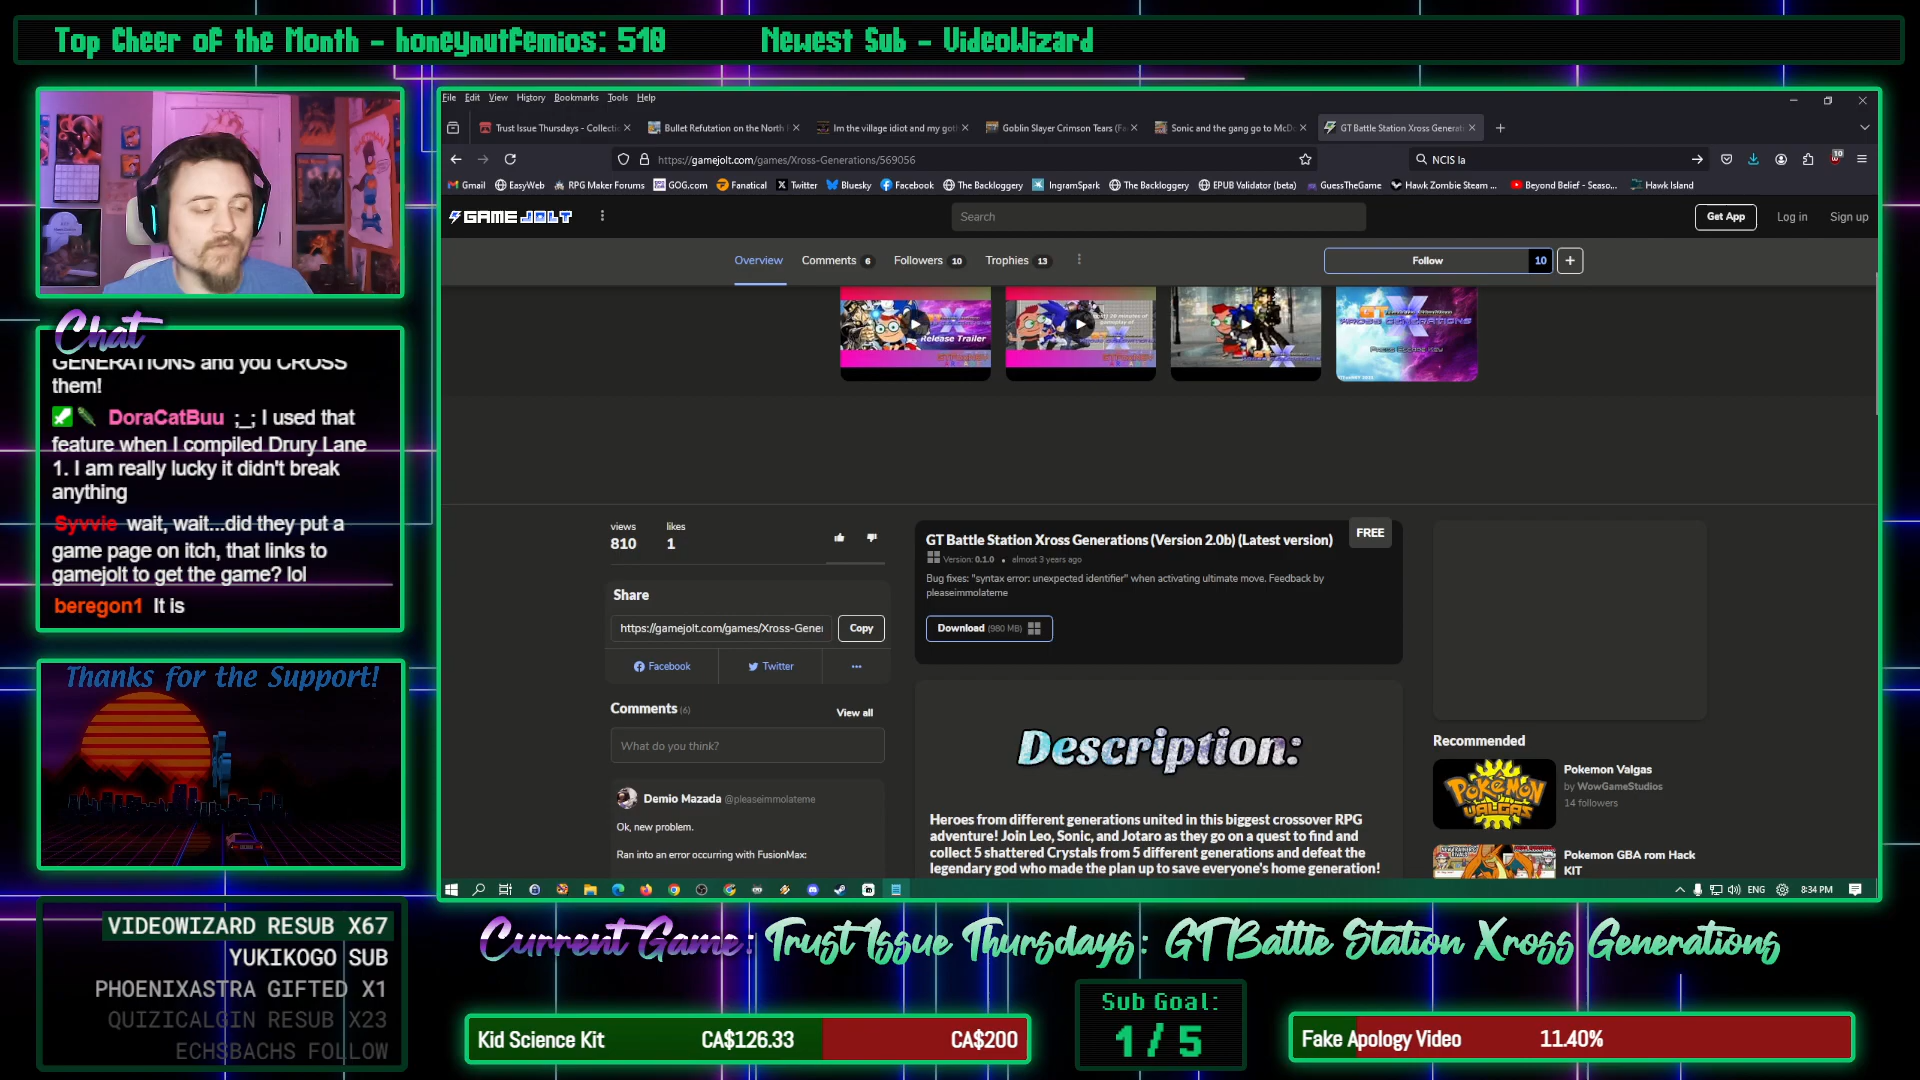 Top Cheer of the Month - honeynutfemios: 510
Newest Sub - VideoWizard
Chat
GENERATIONS and you CROSS
them!
DoraCatBuu ;_; I used that
feature when I compiled Drury Lane
1. I am really lucky it didn't break
anything
Syvvie wait, wait...did they put a
game page on itch, that links to
gamejolt to get the game? lol
beregon1 It is
Thanks for the Support!
VIDEOWIZARD RESUB X67
YUKIKOGO SUB
PHOENIXASTRA GIFTED X1
QUIZICALGIN RESUB X23
ECHSBACHS FOLLOW
File Edit View History Bookmarks Tools Help
Trust Issue Thursdays - Collectio
Bullet Refutation on the North
Im the village idiot and my got
Goblin Slayer Crimson Tears (Fa
Sonic and the gang go to McDo
GT Battle Station Xross Generati
https://gamejolt.com/games/Xross-Generations/569056
NCIS la
10
Gmail EasyWeb RPG Maker Forums GOG.com Fanatical Twitter Bluesky Facebook The Backloggery IngramSpark The Backloggery EPUB Validator (beta) GuessTheGame Hawk Zombie Steam ... Beyond Belief - Seaso... Hawk Island
GAME JOLT
Search
Get App
Log in
Sign up
Overview
Comments 6
Followers 10
Trophies 13
Follow 10
Release Trailer
views
810
likes
1
Share
https://gamejolt.com/games/Xross-Gener
Copy
Facebook
Twitter
Comments (6)
View all
What do you think?
Demio Mazada @pleaseimmolateme
Ok, new problem.
Ran into an error occurring with FusionMax:
GT Battle Station Xross Generations (Version 2.0b) (Latest version)
FREE
Version: 0.1.0 • almost 3 years ago
Bug fixes: "syntax error: unexpected identifier" when activating ultimate move. Feedback by
pleaseimmolateme
Download (980 MB)
Description:
Heroes from different generations united in this biggest crossover RPG
adventure! Join Leo, Sonic, and Jotaro as they go on a quest to find and
collect 5 shattered Crystals from 5 different generations and defeat the
legendary god who made the plan up to save everyone's home generation!
Recommended
POKéMON VALGAS
Pokemon Valgas
by WowGameStudios
14 followers
Pokemon GBA rom Hack
KIT
ENG
8:34 PM
Current Game: Trust Issue Thursdays: GT Battle Station Xross Generations
Kid Science Kit CA$126.33 CA$200
Sub Goal:
1 / 5
Fake Apology Video 11.40%